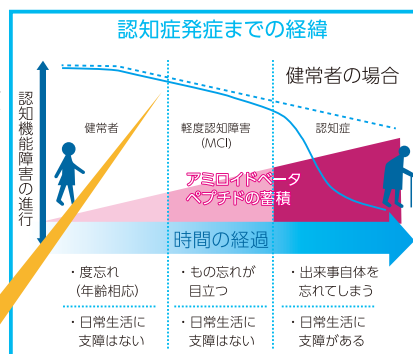 認知症発症までの経緯
健常者の場合
認知機能障害の進行
健常者
軽度認知障害
(MCI)
認知症
アミロイドベータ
ペプチドの蓄積
時間の経過
・度忘れ
(年齢相応)
・もの忘れが
目立つ
・出来事自体を
忘れてしまう
・日常生活に
支障はない
・日常生活に
支障はない
・日常生活に
支障がある